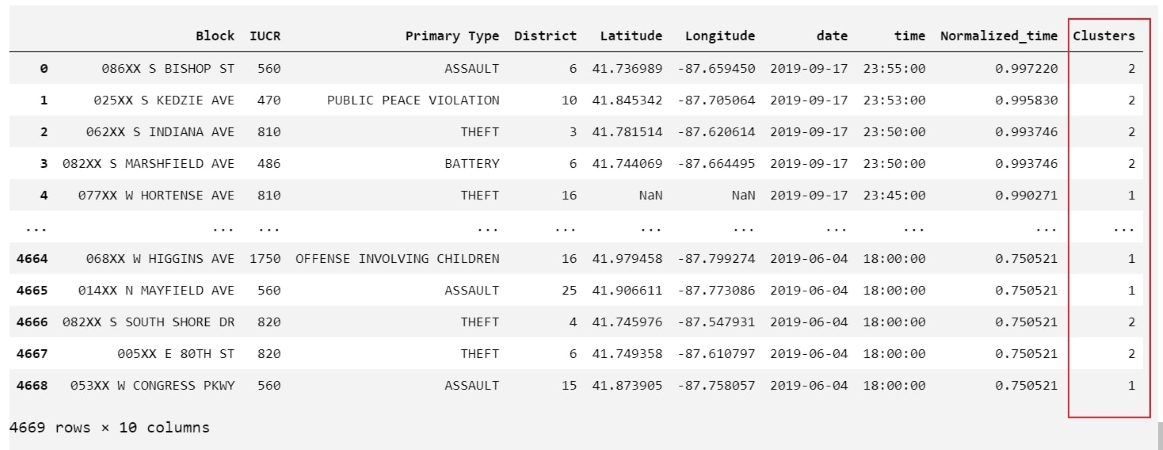 Block IUCR Primary Type District Latitude Longitude date time Normalized_time Clusters
0 086XX S BISHOP ST 560 ASSAULT 6 41.736989 -87.659450 2019-09-17 23:55:00 0.997220 2
1 025XX S KEDZIE AVE 470 PUBLIC PEACE VIOLATION 10 41.845342 -87.705064 2019-09-17 23:53:00 0.995830 2
2 062XX S INDIANA AVE 810 THEFT 3 41.781514 -87.620614 2019-09-17 23:50:00 0.993746 2
3 082XX S MARSHFIELD AVE 486 BATTERY 6 41.744069 -87.664495 2019-09-17 23:50:00 0.993746 2
4 077XX W HORTENSE AVE 810 THEFT 16 NaN NaN 2019-09-17 23:45:00 0.990271 1
... ... ... ... ... ... ... ... ... ... ...
4664 068XX W HIGGINS AVE 1750 OFFENSE INVOLVING CHILDREN 16 41.979458 -87.799274 2019-06-04 18:00:00 0.750521 1
4665 014XX N MAYFIELD AVE 560 ASSAULT 25 41.906611 -87.773086 2019-06-04 18:00:00 0.750521 1
4666 082XX S SOUTH SHORE DR 820 THEFT 4 41.745976 -87.547931 2019-06-04 18:00:00 0.750521 2
4667 005XX E 80TH ST 820 THEFT 6 41.749358 -87.610797 2019-06-04 18:00:00 0.750521 2
4668 053XX W CONGRESS PKWY 560 ASSAULT 15 41.873905 -87.758057 2019-06-04 18:00:00 0.750521 1
4669 rows × 10 columns